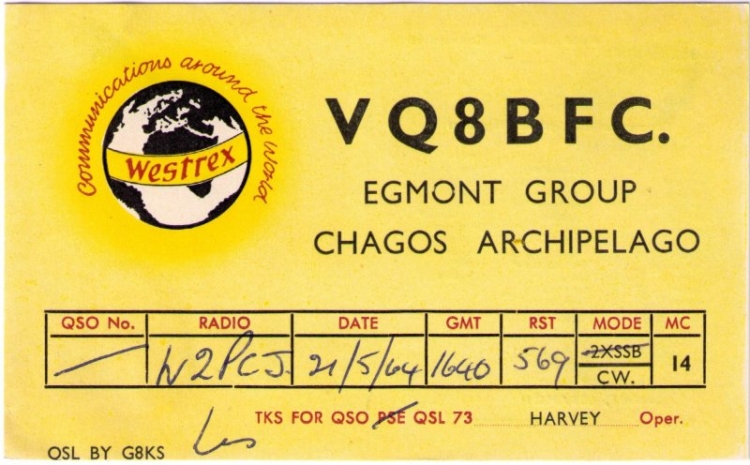 Communications around the World
Westrex
VQ8BFC.
EGMONT GROUP
CHAGOS ARCHIPELAGO
QSO No. RADIO DATE GMT RST MODE MC
— W2PCJ. 21/5/64 1640 569 2XSSB CW. 14
TKS FOR QSO PSE QSL 73 HARVEY Oper.
QSL BY G8KS